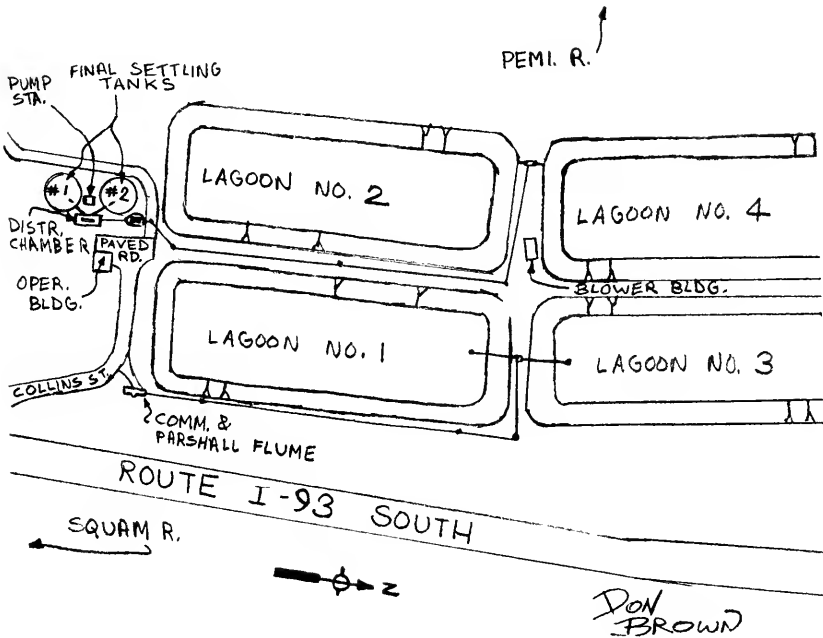 PEMI. R.
FINAL SETTLING
TANKS
PUMP
STA.
#1
#2
DISTR.
CHAMBER
PAVED
RD.
OPER.
BLDG.
LAGOON NO. 2
LAGOON NO. 4
BLOWER BLDG.
LAGOON NO. 1
LAGOON NO. 3
COLLINS ST.
COMM. &
PARSHALL FLUME
ROUTE I-93 SOUTH
SQUAM R.
N
DON
BROWN